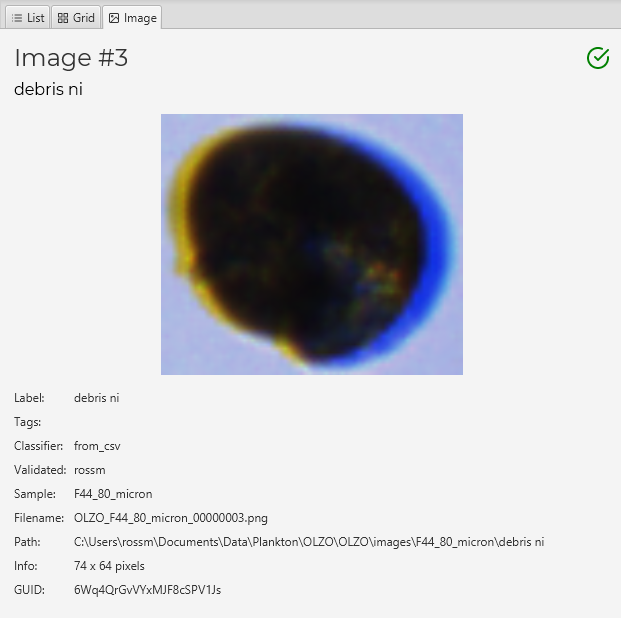 List Grid Image
Image #3
debris ni
Label: debris ni
Tags:
Classifier: from_csv
Validated: rossm
Sample: F44_80_micron
Filename: OLZO_F44_80_micron_00000003.png
Path: C:\Users\rossm\Documents\Data\Plankton\OLZO\OLZO\images\F44_80_micron\debris ni
Info: 74 x 64 pixels
GUID: 6Wq4QrGvVYxMJF8cSPV1Js